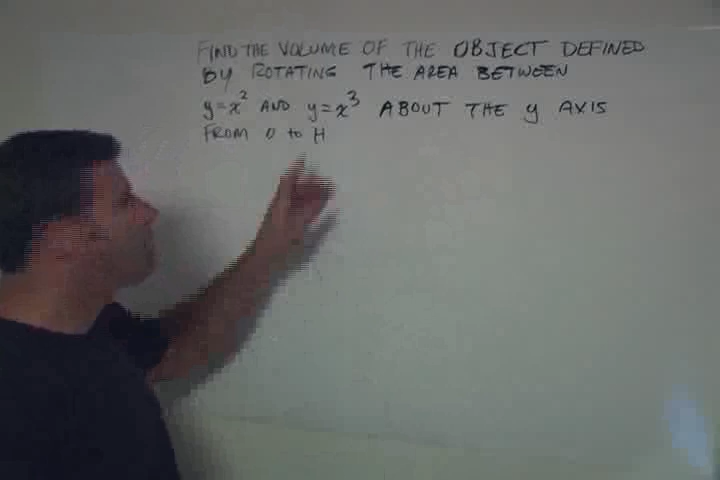 FIND THE VOLUME OF THE OBJECT DEFINED
BY ROTATING THE AREA BETWEEN
y=x² AND y=x³ ABOUT THE y AXIS
FROM 0 to H